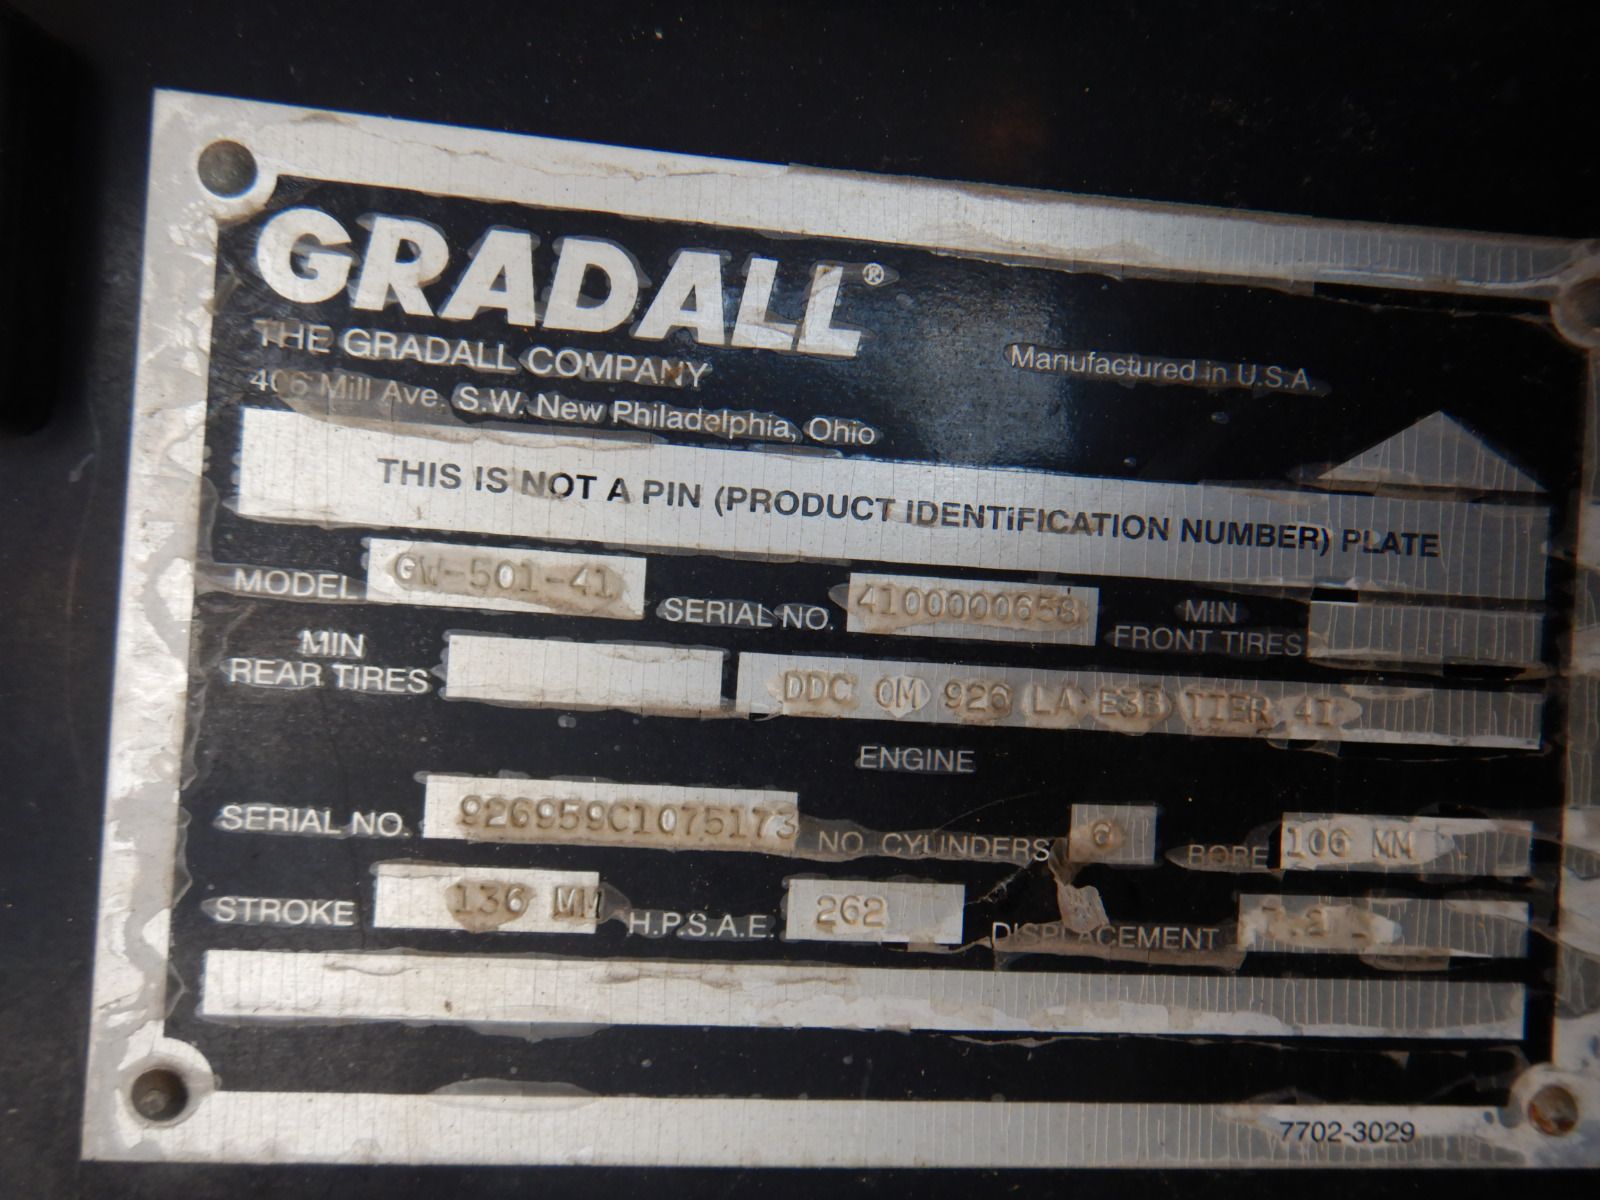 GRADALL®
THE GRADALL COMPANY
406 Mill Ave. S.W. New Philadelphia, Ohio
Manufactured in U.S.A.
THIS IS NOT A PIN (PRODUCT IDENTIFICATION NUMBER) PLATE
MODEL GW-501-41 SERIAL NO. 4100000658 MIN FRONT TIRES
MIN REAR TIRES DDC OM 926 LA E3B TIER 4I
ENGINE
SERIAL NO. 926959C1075173 NO. CYLINDERS 6 BORE 106 MM
STROKE 136 MM H.P.S.A.E. 262 DISPLACEMENT 7.2 L
7702-3029